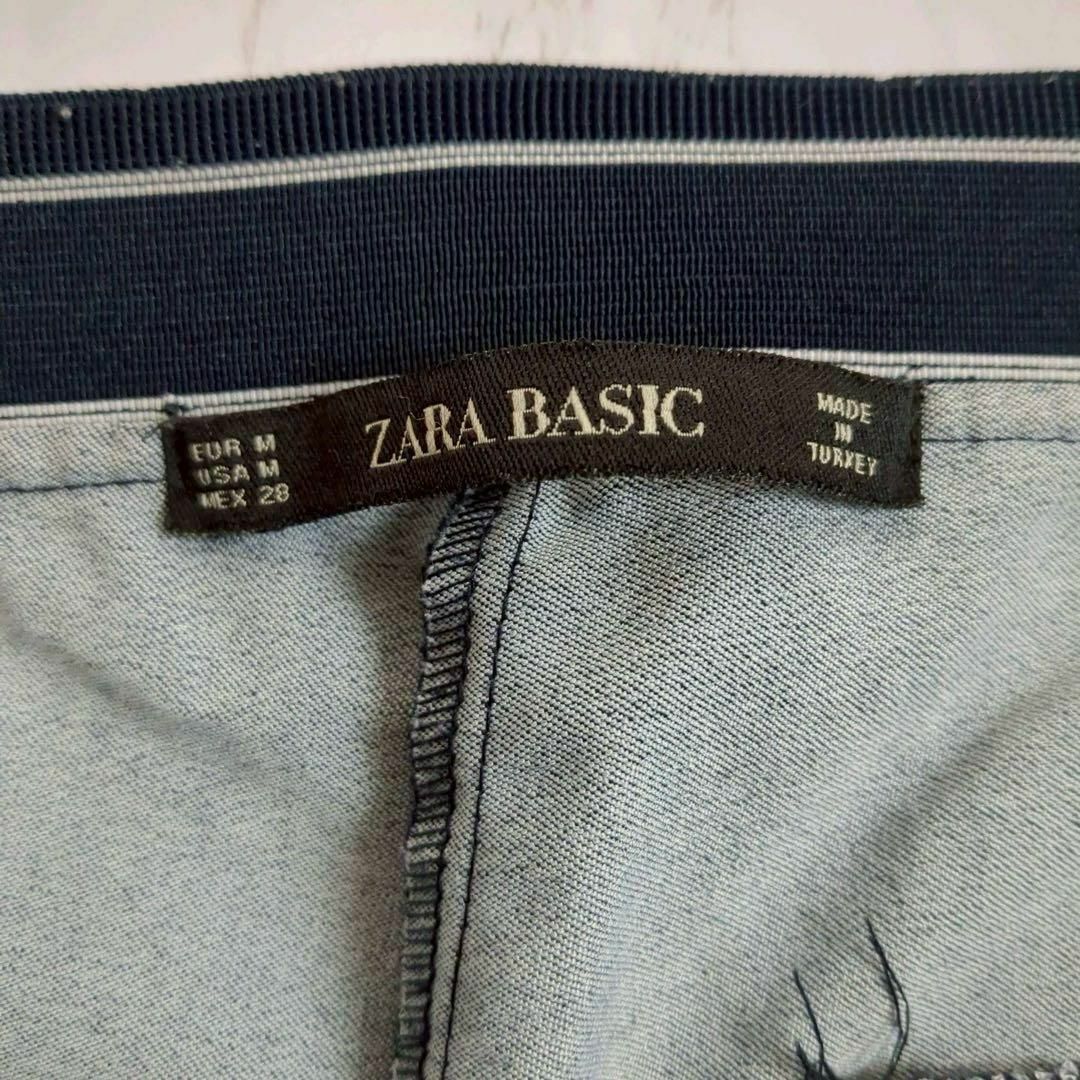 EUR M
USA M
MEX 28
ZARA BASIC
MADE
IN
TURKEY